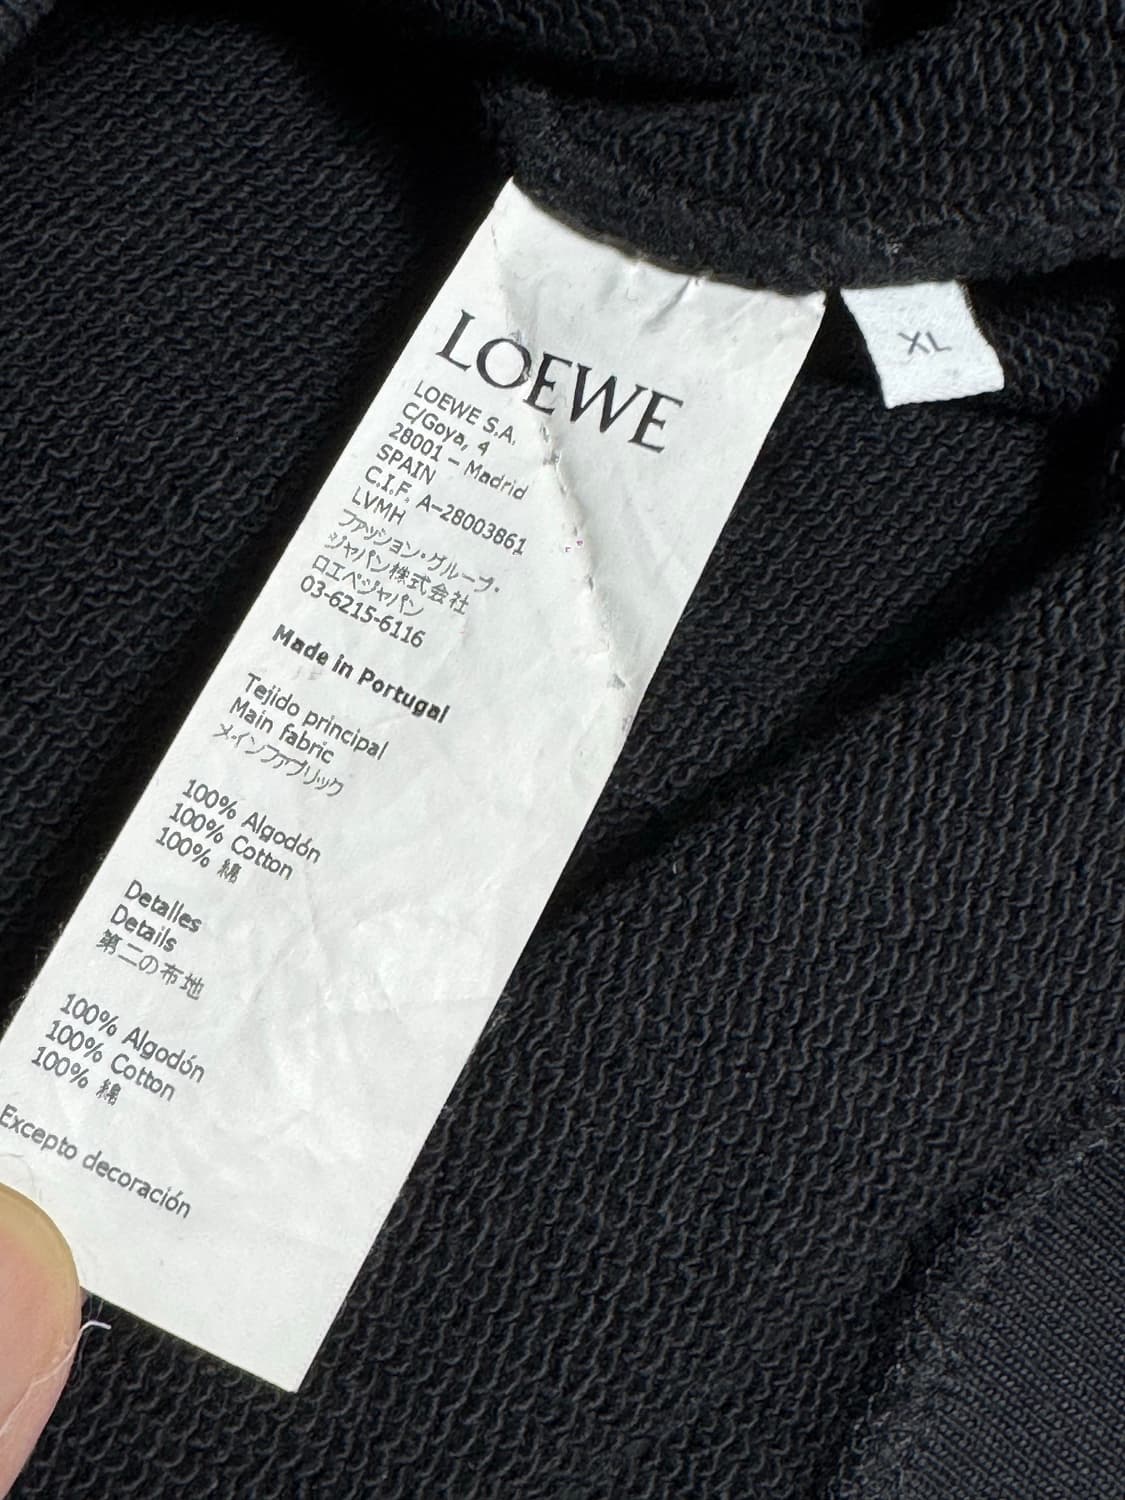 LOEWE
LOEWE S.A.
C/Goya, 4
28001 – Madrid
SPAIN
C.I.F. A-28003861
LVMH
ファッション・グループ・
ジャパン株式会社
ロエベジャパン
03-6215-6116
Made in Portugal
Tejido principal
Main fabric
メインファブリック
100% Algodón
100% Cotton
100% 綿
Detalles
Details
第二の布地
100% Algodón
100% Cotton
100% 綿
Excepto decoración
XL